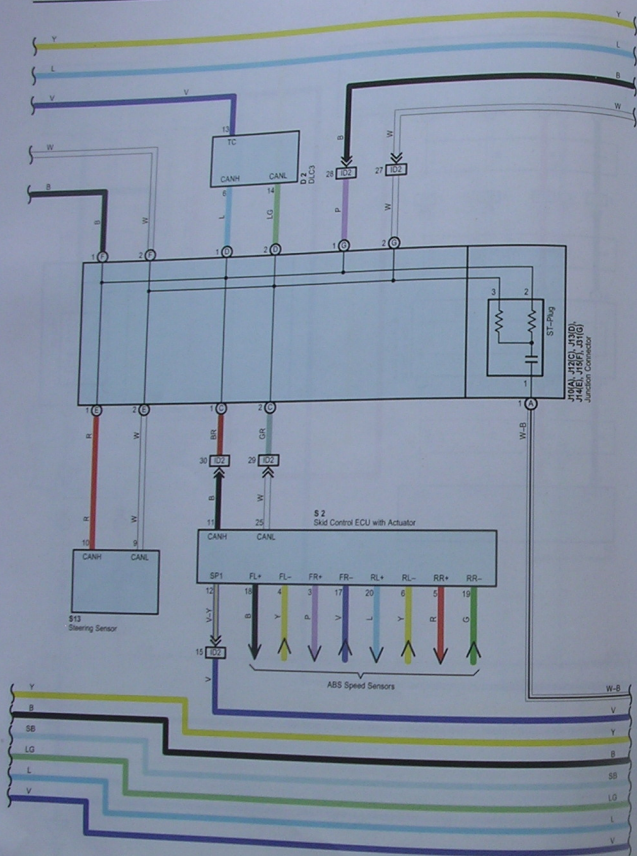 Y
Y
L
L
V
V
B
W
13
TC
CANH
CANL
D 2
DLC3
6
14
L
LG
B
28
ID2
P
W
27
ID2
W
W
B
B
W
1 F
2 F
1 D
2 D
1 G
2 G
3
2
ST-Plug
1
J10(A), J12(C), J13(D),
J14(E), J15(F), J31(G)
Junction Connector
1 E
2 E
1 C
2 C
1 A
R
W
BR
GR
W-B
30
ID2
29
ID2
B
W
R
W
10
9
CANH
CANL
S13
Steering Sensor
S 2
Skid Control ECU with Actuator
11
25
CANH
CANL
SP1
FL+
FL-
FR+
FR-
RL+
RL-
RR+
RR-
12
18
4
3
17
20
6
5
19
V-Y
B
Y
P
V
L
Y
R
G
15
ID2
V
ABS Speed Sensors
Y
B
SB
LG
L
V
W-B
V
Y
B
SB
LG
L
V